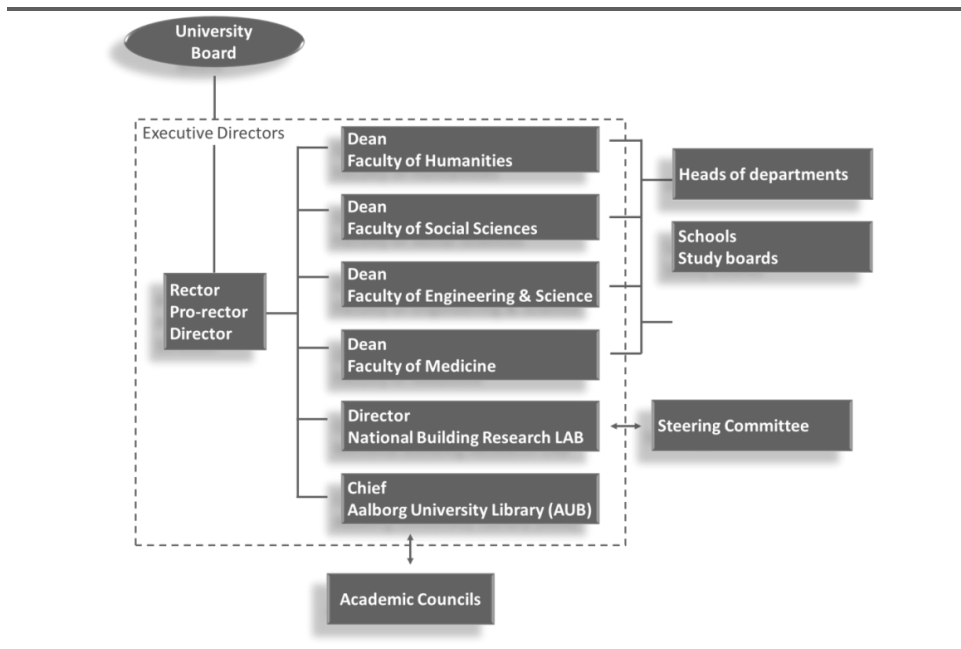 University
Board
Executive Directors
Dean
Faculty of Humanities
Dean
Faculty of Social Sciences
Dean
Faculty of Engineering & Science
Dean
Faculty of Medicine
Director
National Building Research LAB
Chief
Aalborg University Library (AUB)
Rector
Pro-rector
Director
Heads of departments
Schools
Study boards
Steering Committee
Academic Councils